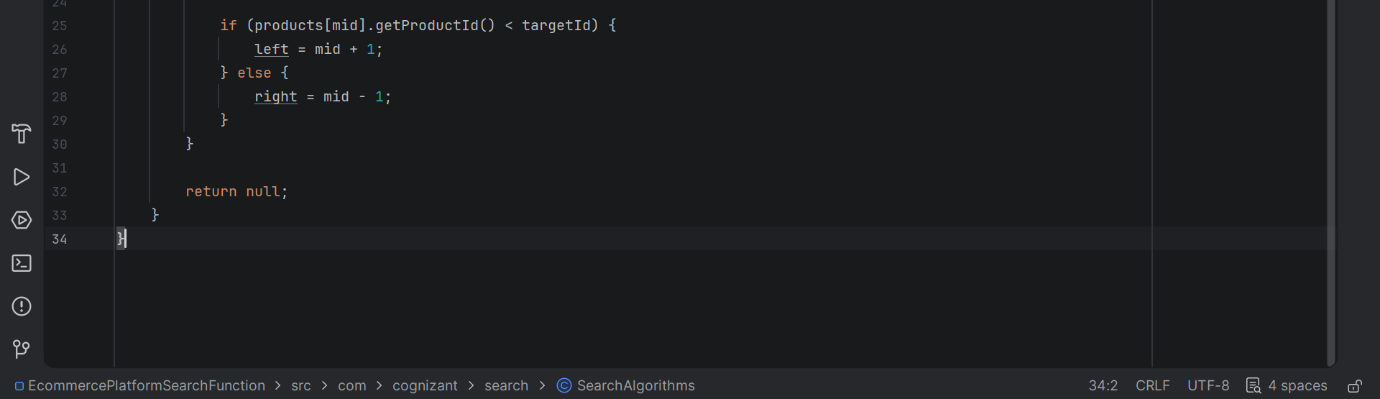 24
25 if (products[mid].getProductId() < targetId) {
26 left = mid + 1;
27 } else {
28 right = mid - 1;
29 }
30 }
31
32 return null;
33 }
34 }
EcommercePlatformSearchFunction > src > com > cognizant > search > SearchAlgorithms 34:2 CRLF UTF-8 4 spaces